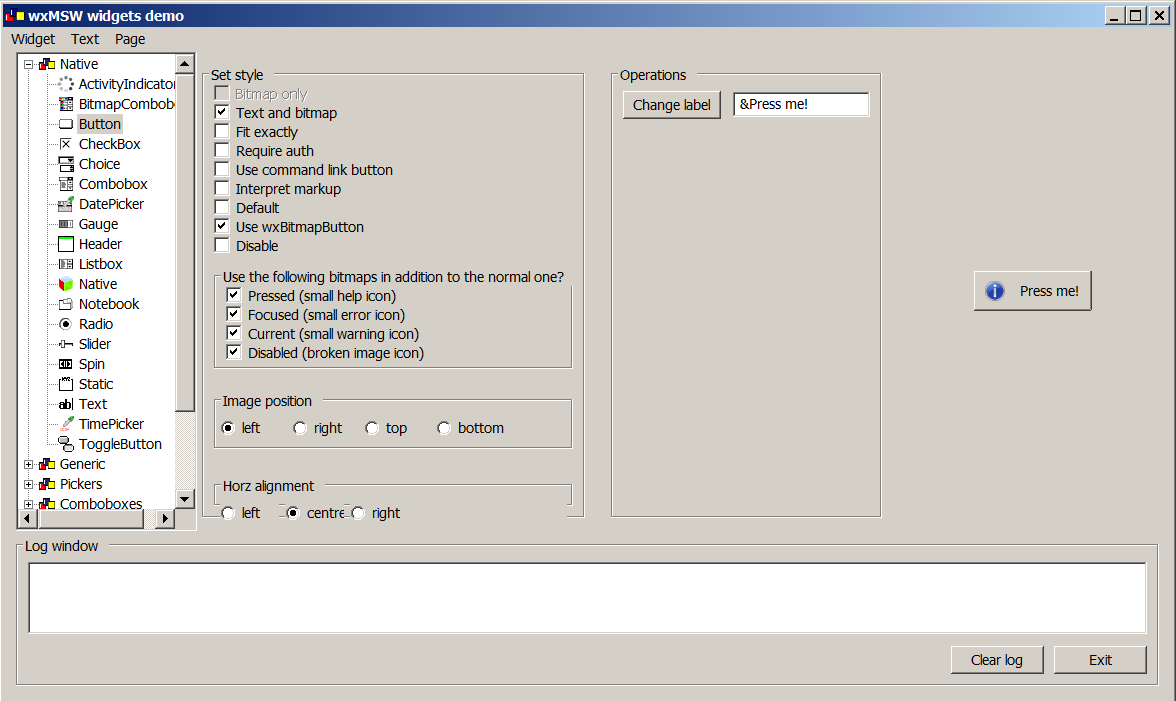 wxMSW widgets demo
Widget Text Page
Native
ActivityIndicator
BitmapCombob
Button
CheckBox
Choice
Combobox
DatePicker
Gauge
Header
Listbox
Native
Notebook
Radio
Slider
Spin
Static
Text
TimePicker
ToggleButton
Generic
Pickers
Comboboxes
Set style
Bitmap only
Text and bitmap
Fit exactly
Require auth
Use command link button
Interpret markup
Default
Use wxBitmapButton
Disable
Use the following bitmaps in addition to the normal one?
Pressed (small help icon)
Focused (small error icon)
Current (small warning icon)
Disabled (broken image icon)
Image position
left right top bottom
Horz alignment
left centre right
Operations
Change label &Press me!
Press me!
Log window
Clear log Exit